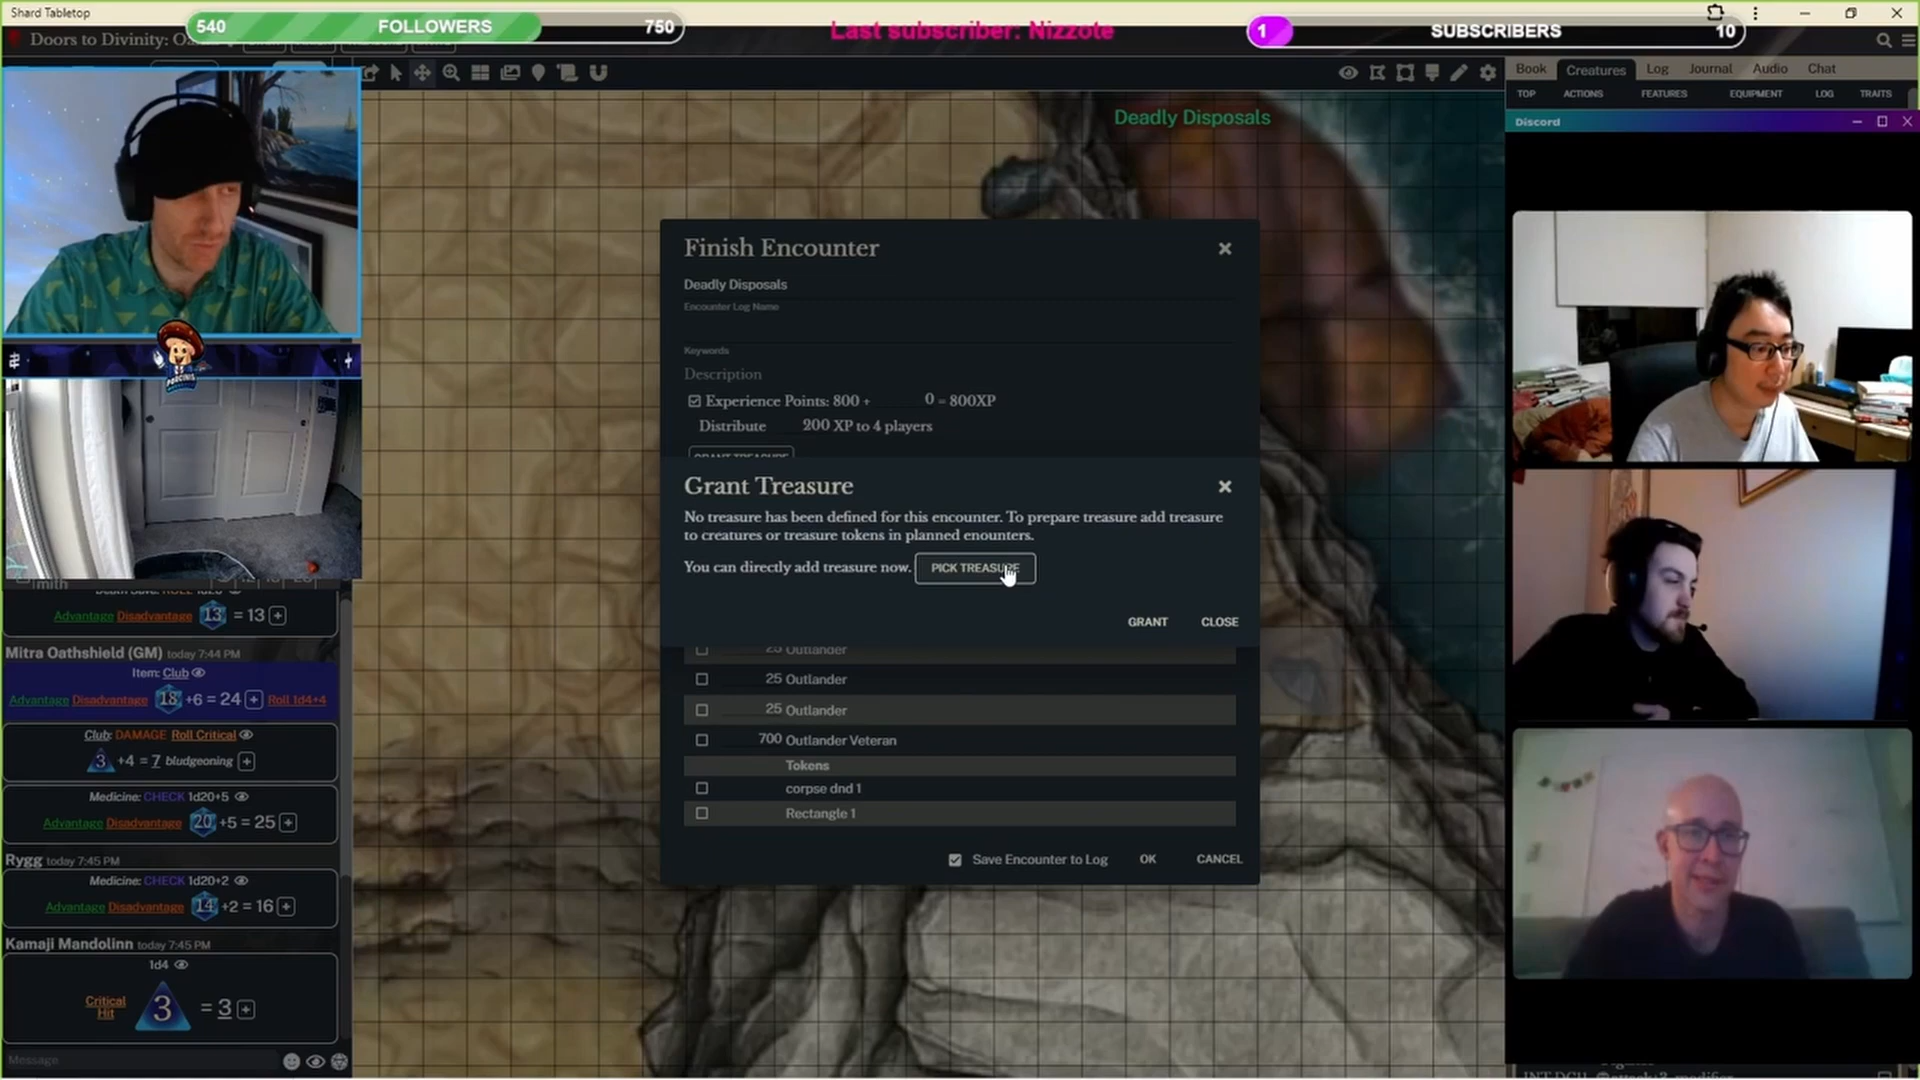 Shard Tabletop
540 FOLLOWERS 750
Last subscriber: Nizzote
1 SUBSCRIBERS 10
Doors to Divinity:
Book Creatures Log Journal Audio Chat
TOP ACTIONS FEATURES EQUIPMENT LOG TRAITS
Discord
Deadly Disposals
Finish Encounter
Deadly Disposals
Encounter Log Name
Keywords
Description
Experience Points: 800 + 0 = 800XP
Distribute 200 XP to 4 players
GRANT TREASURE
Grant Treasure
No treasure has been defined for this encounter. To prepare treasure add treasure
to creatures or treasure tokens in planned enounters.
You can directly add treasure now. PICK TREASURE
GRANT CLOSE
25 Outlander
25 Outlander
25 Outlander
700 Outlander Veteran
Tokens
corpse dnd 1
Rectangle 1
Save Encounter to Log OK CANCEL
PORCINIS
mith
Advantage Disadvantage 13 = 13 +
Mitra Oathshield (GM) today 7:44 PM
Item: Club
Advantage Disadvantage 18 +6 = 24 + Roll 1d4+4
Club: DAMAGE Roll Critical
3 +4 = 7 bludgeoning +
Medicine: CHECK 1d20+5
Advantage Disadvantage 20 +5 = 25 +
Rygg today 7:45 PM
Medicine: CHECK 1d20+2
Advantage Disadvantage 14 +2 = 16 +
Kamaji Mandolinn today 7:45 PM
1d4
Critical
Hit
3 = 3 +
Message